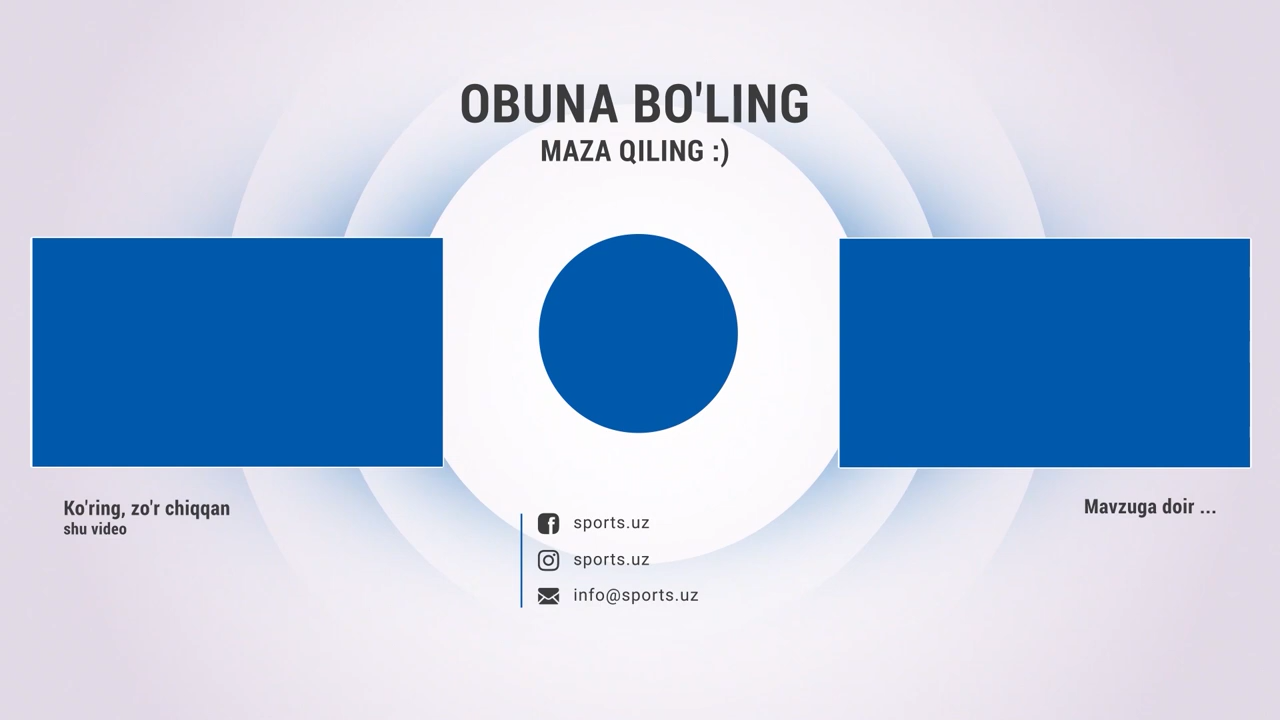 OBUNA BO'LING
MAZA QILING :)
Ko'ring, zo'r chiqqan
shu video
Mavzuga doir ...
sports.uz
sports.uz
info@sports.uz